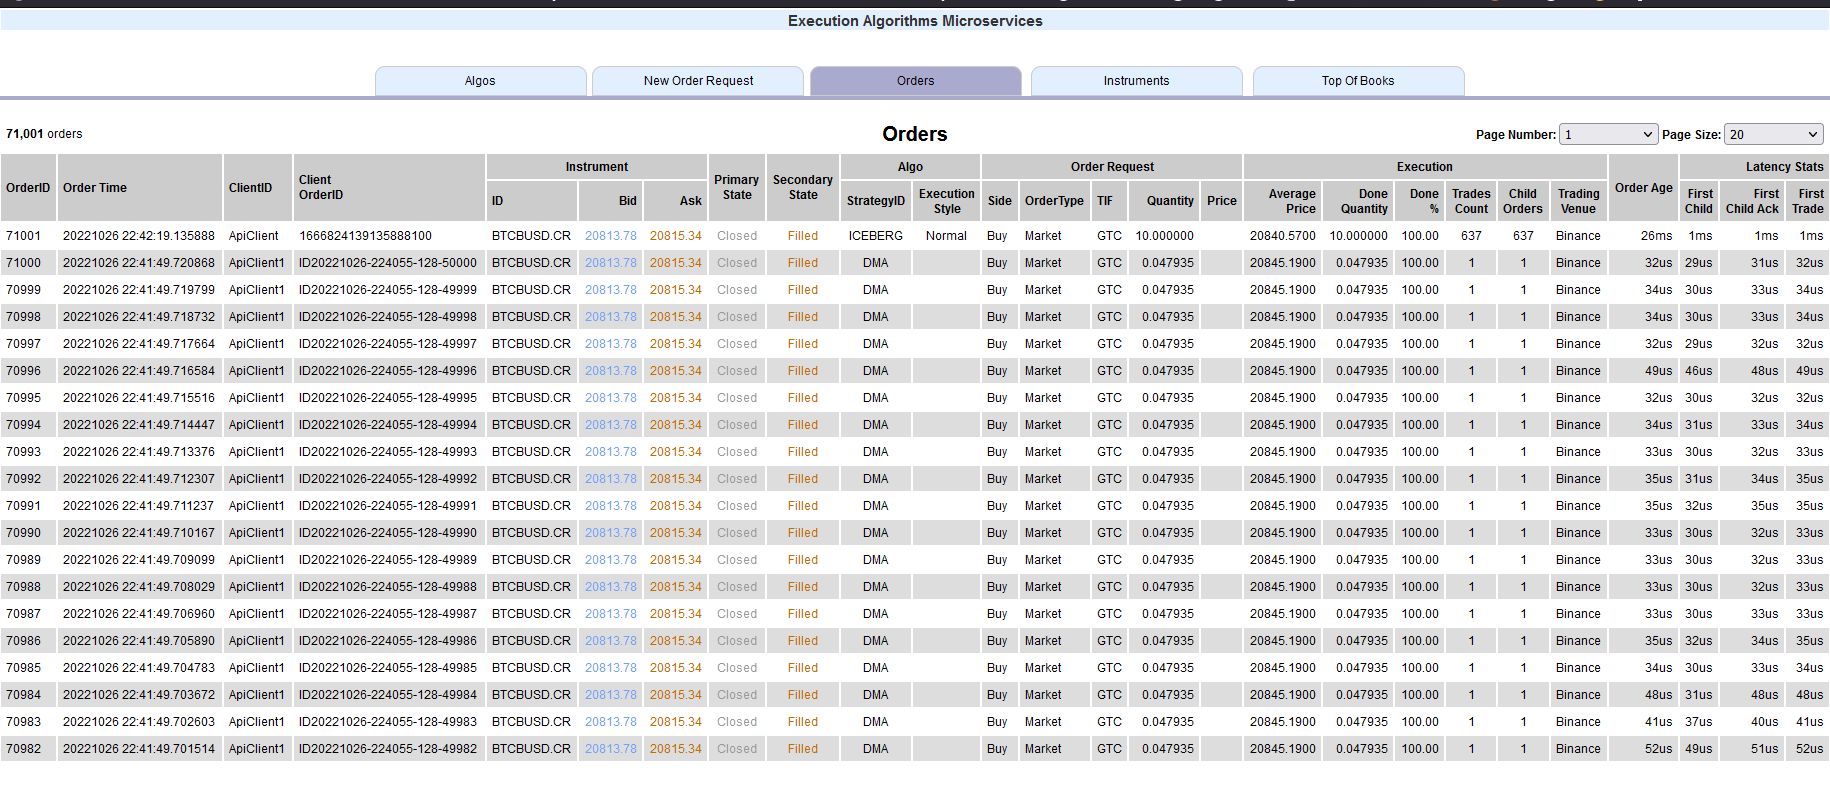 Execution Algorithms Microservices
Algos New Order Request Orders Instruments Top Of Books
71,001 orders Orders Page Number: 1 Page Size: 20
OrderID Order Time ClientID Client OrderID Instrument Primary State Secondary State Algo Order Request Execution Order Age Latency Stats
ID Bid Ask StrategyID Execution Style Side OrderType TIF Quantity Price Average Price Done Quantity Done % Trades Count Child Orders Trading Venue First Child First Child Ack First Trade
71001 20221026 22:42:19.135888 ApiClient 1666824139135888100 BTCBUSD.CR 20813.78 20815.34 Closed Filled ICEBERG Normal Buy Market GTC 10.000000 20840.5700 10.000000 100.00 637 637 Binance 26ms 1ms 1ms 1ms
71000 20221026 22:41:49.720868 ApiClient1 ID20221026-224055-128-50000 BTCBUSD.CR 20813.78 20815.34 Closed Filled DMA Buy Market GTC 0.047935 20845.1900 0.047935 100.00 1 1 Binance 32us 29us 31us 32us
70999 20221026 22:41:49.719799 ApiClient1 ID20221026-224055-128-49999 BTCBUSD.CR 20813.78 20815.34 Closed Filled DMA Buy Market GTC 0.047935 20845.1900 0.047935 100.00 1 1 Binance 34us 30us 33us 34us
70998 20221026 22:41:49.718732 ApiClient1 ID20221026-224055-128-49998 BTCBUSD.CR 20813.78 20815.34 Closed Filled DMA Buy Market GTC 0.047935 20845.1900 0.047935 100.00 1 1 Binance 34us 30us 33us 34us
70997 20221026 22:41:49.717664 ApiClient1 ID20221026-224055-128-49997 BTCBUSD.CR 20813.78 20815.34 Closed Filled DMA Buy Market GTC 0.047935 20845.1900 0.047935 100.00 1 1 Binance 32us 29us 32us 32us
70996 20221026 22:41:49.716584 ApiClient1 ID20221026-224055-128-49996 BTCBUSD.CR 20813.78 20815.34 Closed Filled DMA Buy Market GTC 0.047935 20845.1900 0.047935 100.00 1 1 Binance 49us 46us 48us 49us
70995 20221026 22:41:49.715516 ApiClient1 ID20221026-224055-128-49995 BTCBUSD.CR 20813.78 20815.34 Closed Filled DMA Buy Market GTC 0.047935 20845.1900 0.047935 100.00 1 1 Binance 32us 30us 32us 32us
70994 20221026 22:41:49.714447 ApiClient1 ID20221026-224055-128-49994 BTCBUSD.CR 20813.78 20815.34 Closed Filled DMA Buy Market GTC 0.047935 20845.1900 0.047935 100.00 1 1 Binance 34us 31us 33us 34us
70993 20221026 22:41:49.713376 ApiClient1 ID20221026-224055-128-49993 BTCBUSD.CR 20813.78 20815.34 Closed Filled DMA Buy Market GTC 0.047935 20845.1900 0.047935 100.00 1 1 Binance 33us 30us 32us 33us
70992 20221026 22:41:49.712307 ApiClient1 ID20221026-224055-128-49992 BTCBUSD.CR 20813.78 20815.34 Closed Filled DMA Buy Market GTC 0.047935 20845.1900 0.047935 100.00 1 1 Binance 35us 31us 34us 35us
70991 20221026 22:41:49.711237 ApiClient1 ID20221026-224055-128-49991 BTCBUSD.CR 20813.78 20815.34 Closed Filled DMA Buy Market GTC 0.047935 20845.1900 0.047935 100.00 1 1 Binance 35us 32us 35us 35us
70990 20221026 22:41:49.710167 ApiClient1 ID20221026-224055-128-49990 BTCBUSD.CR 20813.78 20815.34 Closed Filled DMA Buy Market GTC 0.047935 20845.1900 0.047935 100.00 1 1 Binance 33us 30us 32us 33us
70989 20221026 22:41:49.709099 ApiClient1 ID20221026-224055-128-49989 BTCBUSD.CR 20813.78 20815.34 Closed Filled DMA Buy Market GTC 0.047935 20845.1900 0.047935 100.00 1 1 Binance 33us 30us 32us 33us
70988 20221026 22:41:49.708029 ApiClient1 ID20221026-224055-128-49988 BTCBUSD.CR 20813.78 20815.34 Closed Filled DMA Buy Market GTC 0.047935 20845.1900 0.047935 100.00 1 1 Binance 33us 30us 32us 33us
70987 20221026 22:41:49.706960 ApiClient1 ID20221026-224055-128-49987 BTCBUSD.CR 20813.78 20815.34 Closed Filled DMA Buy Market GTC 0.047935 20845.1900 0.047935 100.00 1 1 Binance 33us 30us 33us 33us
70986 20221026 22:41:49.705890 ApiClient1 ID20221026-224055-128-49986 BTCBUSD.CR 20813.78 20815.34 Closed Filled DMA Buy Market GTC 0.047935 20845.1900 0.047935 100.00 1 1 Binance 35us 32us 34us 35us
70985 20221026 22:41:49.704783 ApiClient1 ID20221026-224055-128-49985 BTCBUSD.CR 20813.78 20815.34 Closed Filled DMA Buy Market GTC 0.047935 20845.1900 0.047935 100.00 1 1 Binance 34us 30us 33us 34us
70984 20221026 22:41:49.703672 ApiClient1 ID20221026-224055-128-49984 BTCBUSD.CR 20813.78 20815.34 Closed Filled DMA Buy Market GTC 0.047935 20845.1900 0.047935 100.00 1 1 Binance 48us 31us 48us 48us
70983 20221026 22:41:49.702603 ApiClient1 ID20221026-224055-128-49983 BTCBUSD.CR 20813.78 20815.34 Closed Filled DMA Buy Market GTC 0.047935 20845.1900 0.047935 100.00 1 1 Binance 41us 37us 40us 41us
70982 20221026 22:41:49.701514 ApiClient1 ID20221026-224055-128-49982 BTCBUSD.CR 20813.78 20815.34 Closed Filled DMA Buy Market GTC 0.047935 20845.1900 0.047935 100.00 1 1 Binance 52us 49us 51us 52us